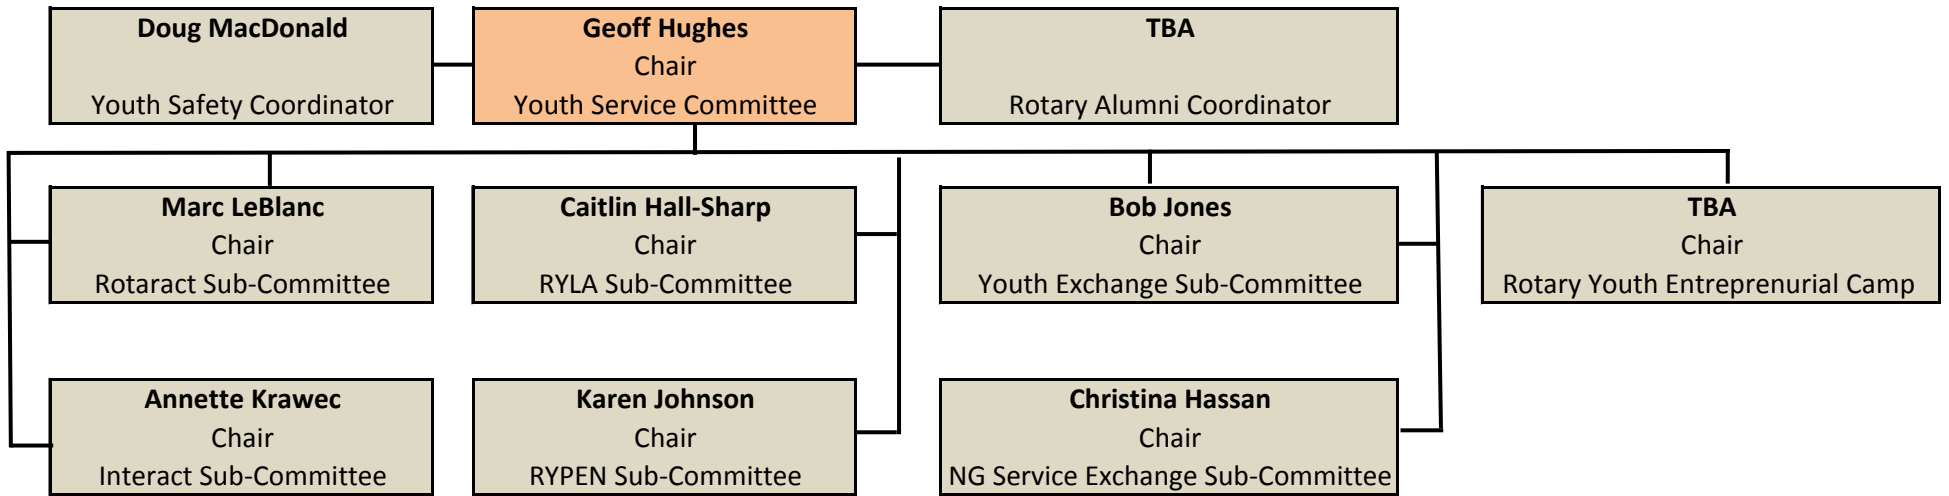 Doug MacDonald
Youth Safety Coordinator
Geoff Hughes
Chair
Youth Service Committee
TBA
Rotary Alumni Coordinator
Marc LeBlanc
Chair
Rotaract Sub-Committee
Caitlin Hall-Sharp
Chair
RYLA Sub-Committee
Bob Jones
Chair
Youth Exchange Sub-Committee
TBA
Chair
Rotary Youth Entreprenurial Camp
Annette Krawec
Chair
Interact Sub-Committee
Karen Johnson
Chair
RYPEN Sub-Committee
Christina Hassan
Chair
NG Service Exchange Sub-Committee